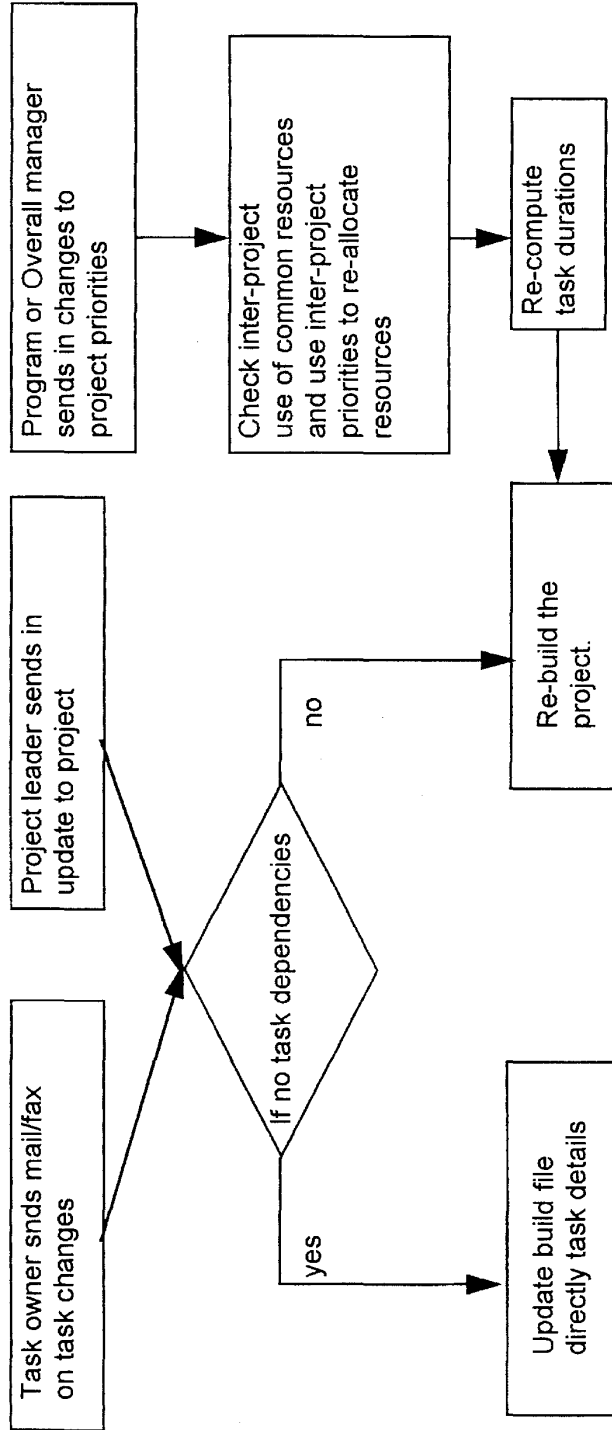 Task owner snds mail/fax
on task changes
Project leader sends in
update to project
Program or Overall manager
sends in changes to
project priorities
If no task dependencies
yes
no
Check inter-project
use of common resources
and use inter-project
priorities to re-allocate
resources
Update build file
directly task details
Re-build the
project.
Re-compute
task durations